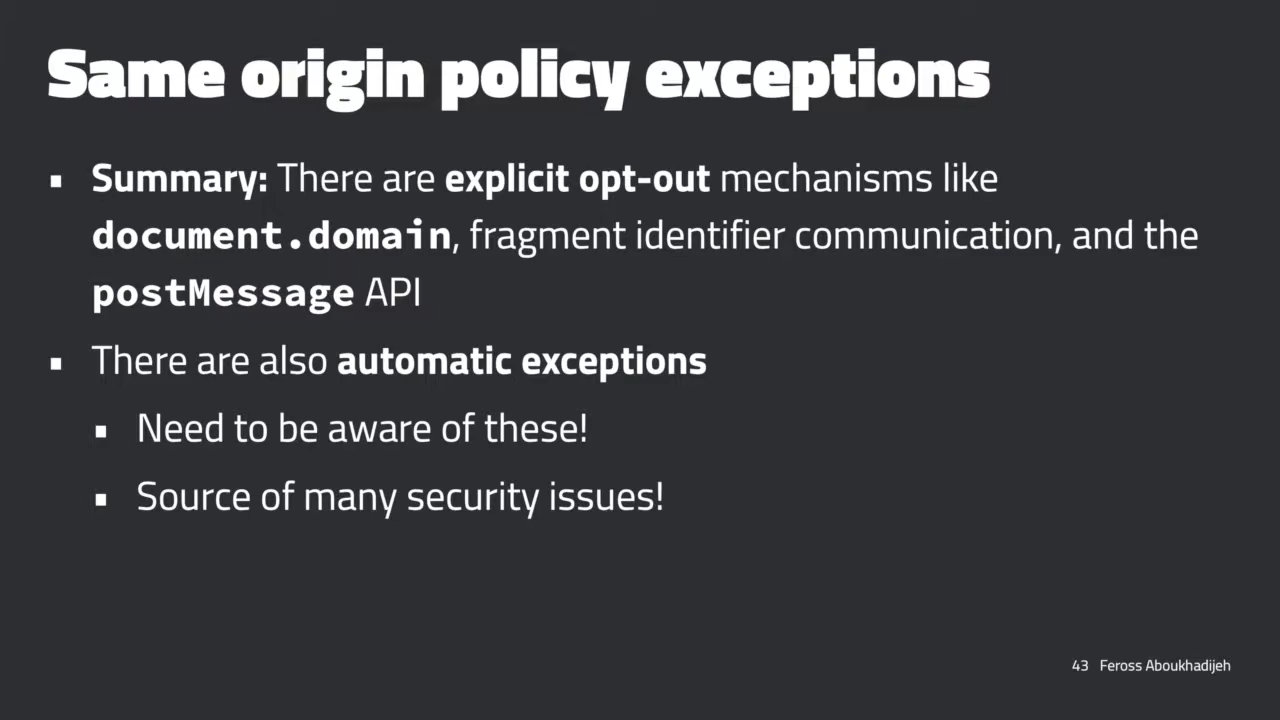 Same origin policy exceptions
▪ Summary: There are explicit opt-out mechanisms like
document.domain, fragment identifier communication, and the
postMessage API
▪ There are also automatic exceptions
▪ Need to be aware of these!
▪ Source of many security issues!
43 Feross Aboukhadijeh